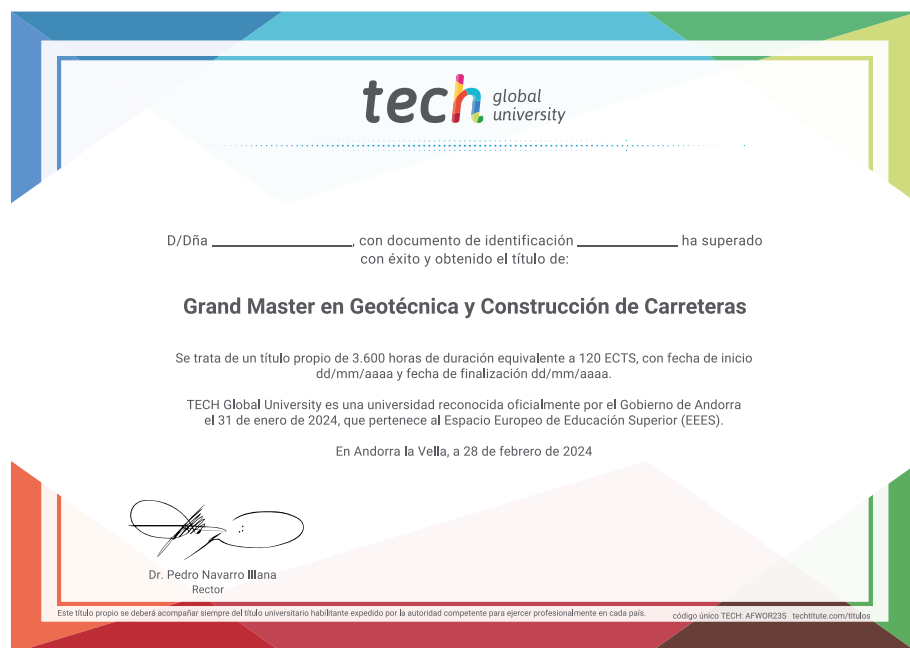 tech global university
D/Dña ____________, con documento de identificación ____________ ha superado
con éxito y obtenido el título de:
Grand Master en Geotécnica y Construcción de Carreteras
Se trata de un título propio de 3.600 horas de duración equivalente a 120 ECTS, con fecha de inicio
dd/mm/aaaa y fecha de finalización dd/mm/aaaa.
TECH Global University es una universidad reconocida oficialmente por el Gobierno de Andorra
el 31 de enero de 2024, que pertenece al Espacio Europeo de Educación Superior (EEES).
En Andorra la Vella, a 28 de febrero de 2024
Dr. Pedro Navarro Illana
Rector
Este título propio se deberá acompañar siempre del título universitario habilitante expedido por la autoridad competente para ejercer profesionalmente en cada país.
código único TECH: AFWOR23S techtitute.com/titulos